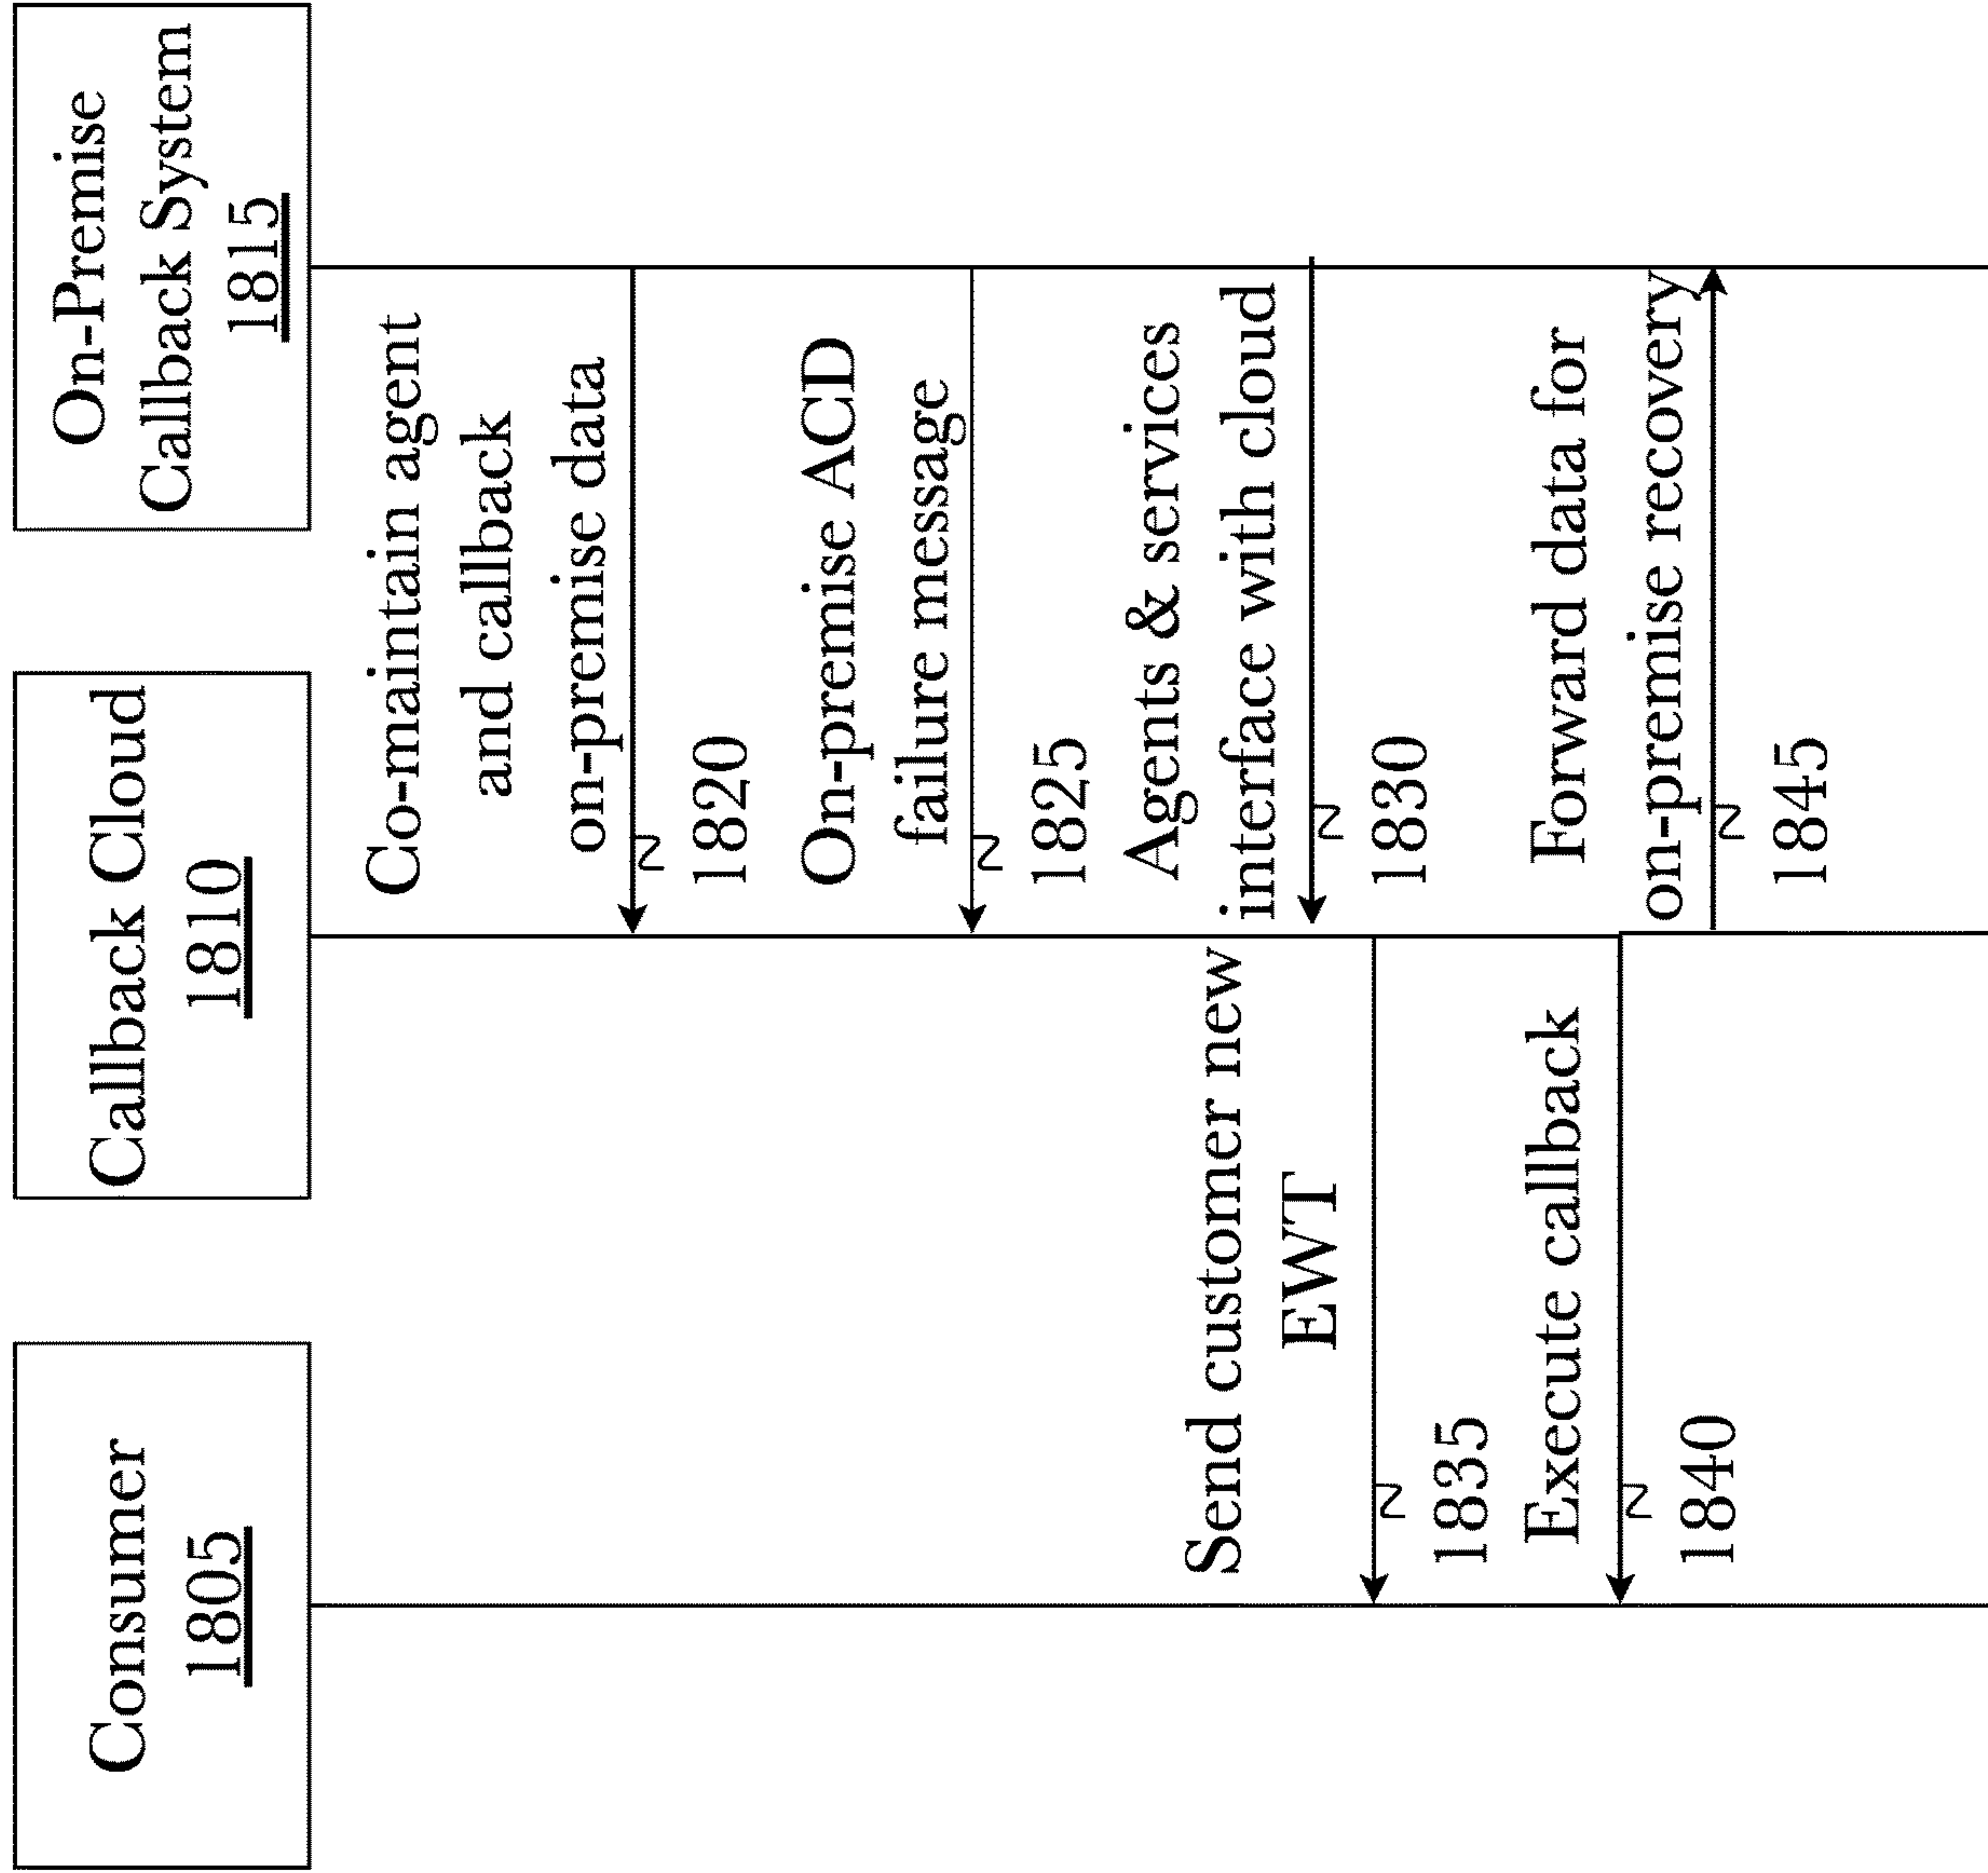 Consumer
1805
Callback Cloud
1810
On-Premise
Callback System
1815
Co-maintain agent
and callback
on-premise data
1820
On-premise ACD
failure message
1825
Agents & services
interface with cloud
1830
Send customer new
EWT
1835
Execute callback
1840
Forward data for
on-premise recovery
1845